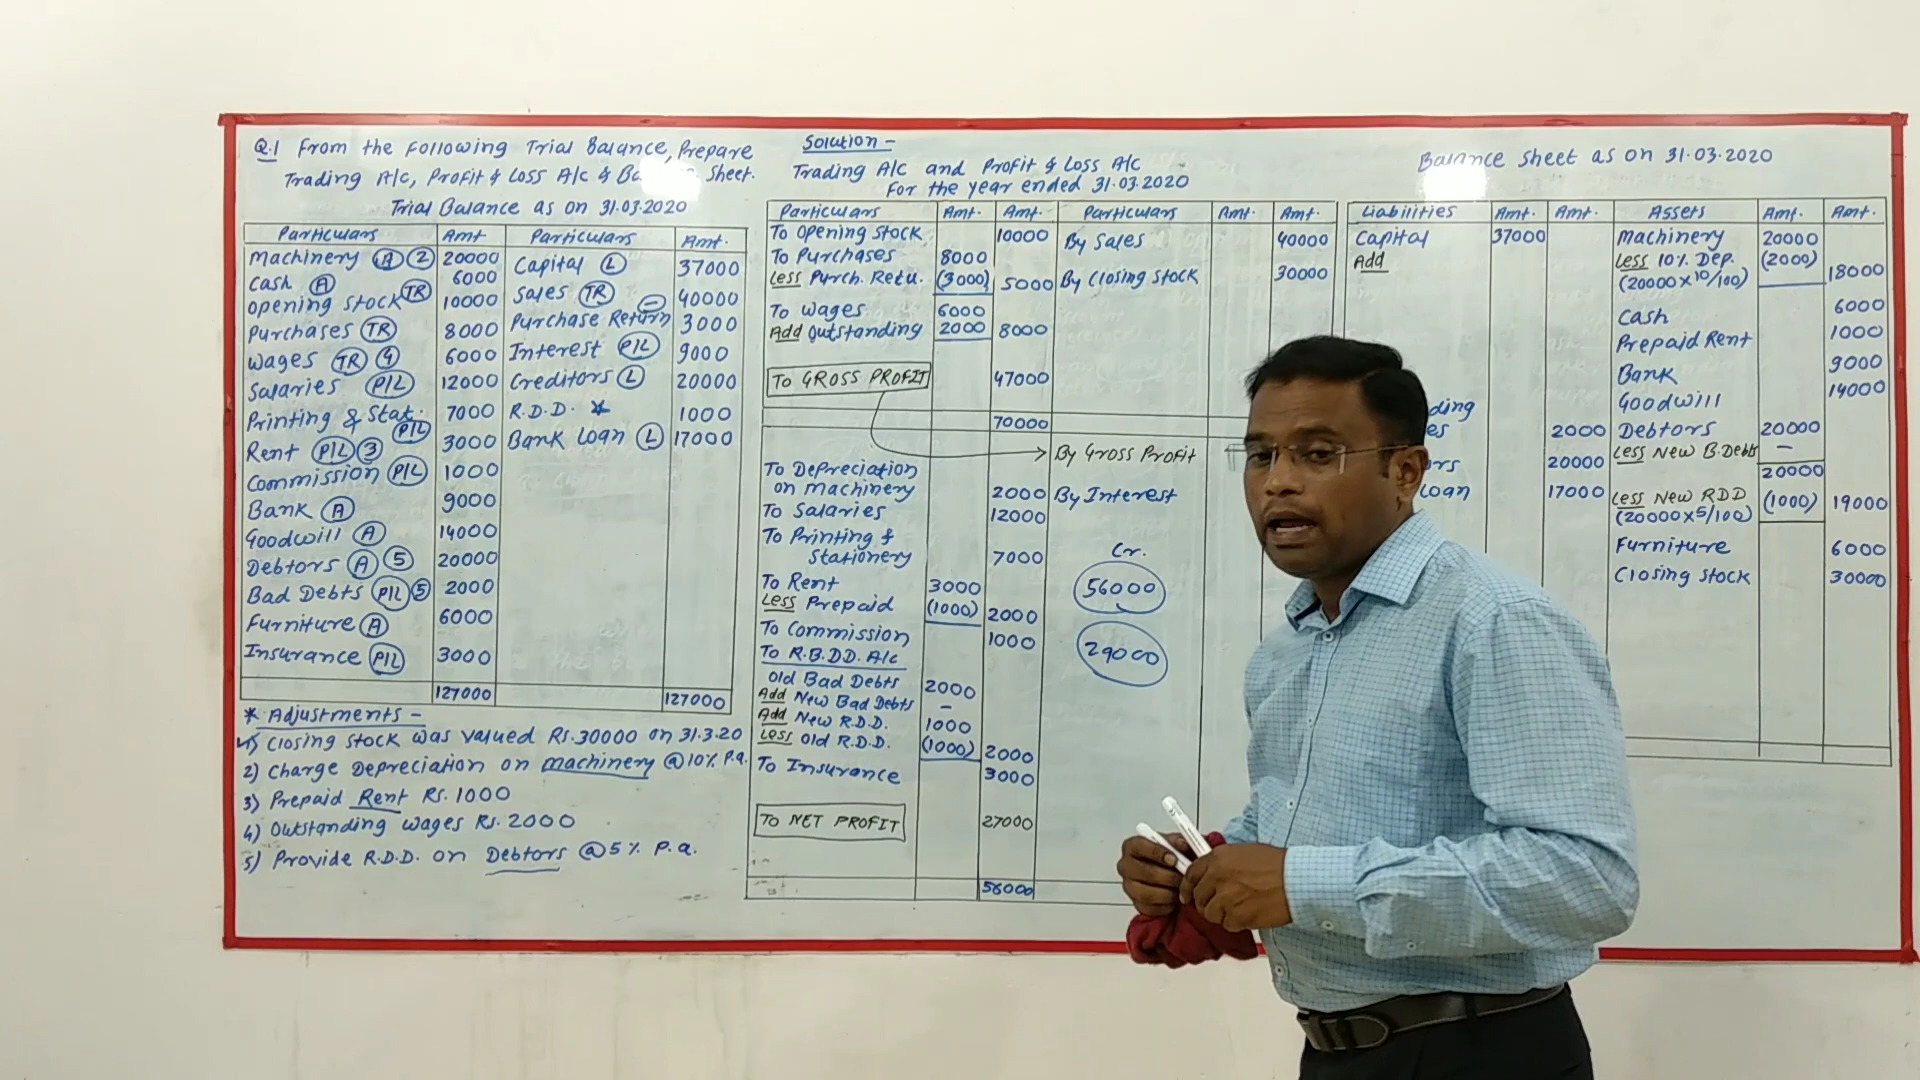 Q.1 From the Following Trial Balance, Prepare
Trading A/c, Profit & Loss A/c & Ba Sheet.
Trial Balance as on 31.03.2020
Particulars Amt Particulars Amt.
Machinery (A) (2) 20000 Capital (L) 37000
Cash (A) 6000 Sales (TR) 40000
Opening Stock (TR) 10000 Purchase Return (-) 3000
Purchases (TR) 8000 Interest (P/L) 9000
Wages (TR) (4) 6000 Creditors (L) 20000
Salaries (P/L) 12000 R.D.D. * 1000
Printing & Stat. (P/L) 7000 Bank Loan (L) 17000
Rent (P/L) (3) 3000
Commission (P/L) 1000
Bank (A) 9000
Goodwill (A) 14000
Debtors (A) (5) 20000
Bad Debts (P/L) (5) 2000
Furniture (A) 6000
Insurance (P/L) 3000
127000 127000
* Adjustments -
1) Closing Stock was valued Rs.30000 on 31.3.20
2) Charge Depreciation on machinery @10% P.a.
3) Prepaid Rent Rs. 1000
4) Outstanding wages Rs. 2000
5) Provide R.D.D. on Debtors @5% P.a.
Solution -
Trading A/c and Profit & Loss A/c
For the year ended 31.03.2020
Particulars Amt. Amt. Particulars Amt. Amt.
To Opening Stock 10000 By Sales 40000
To Purchases 8000
Less Purch. Retu. (3000) 5000 By Closing Stock 30000
To Wages 6000
Add Outstanding 2000 8000
To GROSS PROFIT 47000
70000
By Gross Profit
To Depreciation
on machinery 2000 By Interest
To Salaries 12000
To Printing &
Stationery 7000 Cr.
To Rent 3000 56000
Less Prepaid (1000) 2000
To Commission 1000 29000
To R.B.D.D. A/c
Old Bad Debts 2000
Add New Bad Debts -
Add New R.D.D. 1000
Less Old R.D.D. (1000) 2000
To Insurance 3000
To NET PROFIT 27000
56000
Balance Sheet as on 31.03.2020
Liabilities Amt. Amt. Assets Amt. Amt.
Capital 37000 Machinery 20000
Add Less 10% Dep. (2000)
(20000x10/100) 18000
Cash 6000
Prepaid Rent 1000
Bank 9000
Goodwill 14000
ding
es 2000 Debtors 20000
Less New B.Debts -
rs 20000 20000
Loan 17000 Less New RDD (1000) 19000
(20000x5/100)
Furniture 6000
Closing Stock 30000